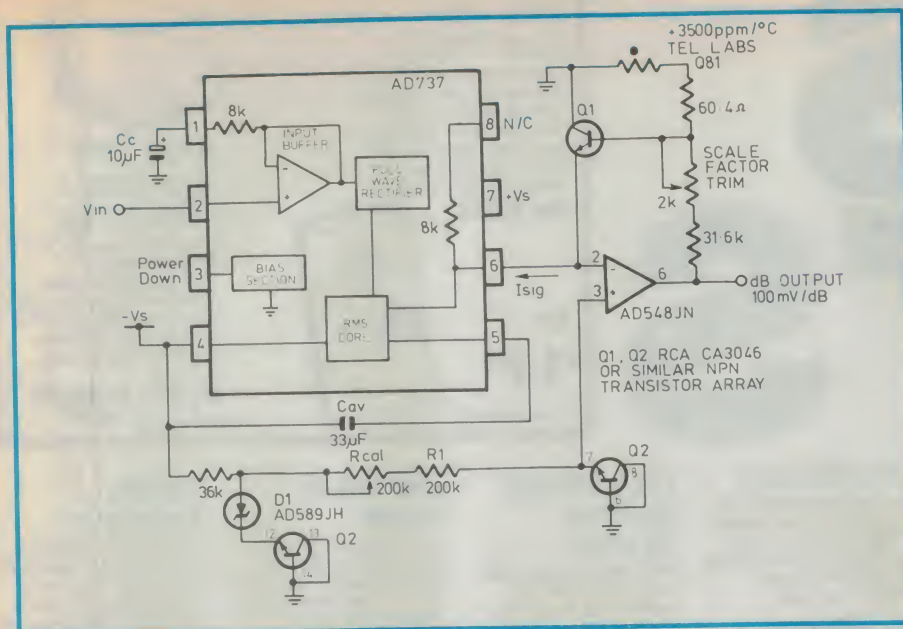 +3500ppm/°C
TEL LABS
Q81
AD737
60·4Ω
8k
N/C
8
Q1
1
Cc
10µF
+
INPUT
BUFFER
-
+
FULL
WAVE
RECTIFIER
SCALE
FACTOR
TRIM
2k
7
+Vs
Vin
2
8k
31·6k
Power
Down
3
BIAS
SECTION
6
Isig
2
-
3
+
6
dB OUTPUT
100mV/dB
AD548JN
-Vs
4
RMS
CORE
5
Q1, Q2 RCA CA3046
OR SIMILAR NPN
TRANSISTOR ARRAY
Cav
33µF
Rcal
R1
36k
200k
200k
7
Q2
8
6
D1
AD589JH
12
13
Q2
14